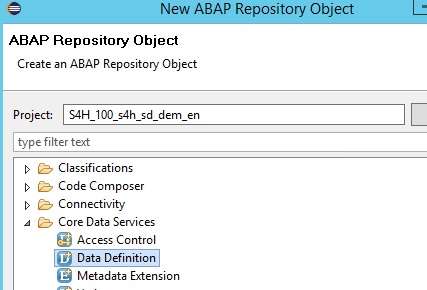 New ABAP Repository Object
ABAP Repository Object
Create an ABAP Repository Object
Project: S4H_100_s4h_sd_dem_en
type filter text
Classifications
Code Composer
Connectivity
Core Data Services
Access Control
Data Definition
Metadata Extension